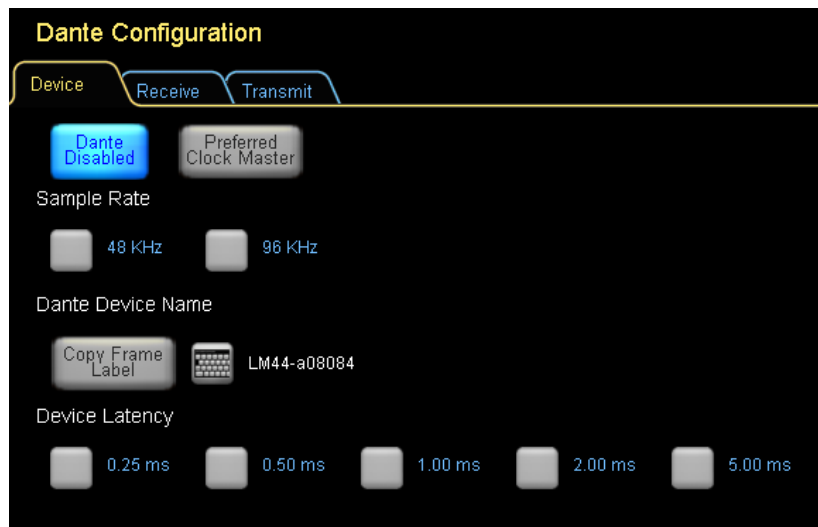 Dante Configuration
Device Receive Transmit
Dante Preferred
Disabled Clock Master
Sample Rate
48 KHz 96 KHz
Dante Device Name
Copy Frame
Label LM44-a08084
Device Latency
0.25 ms 0.50 ms 1.00 ms 2.00 ms 5.00 ms